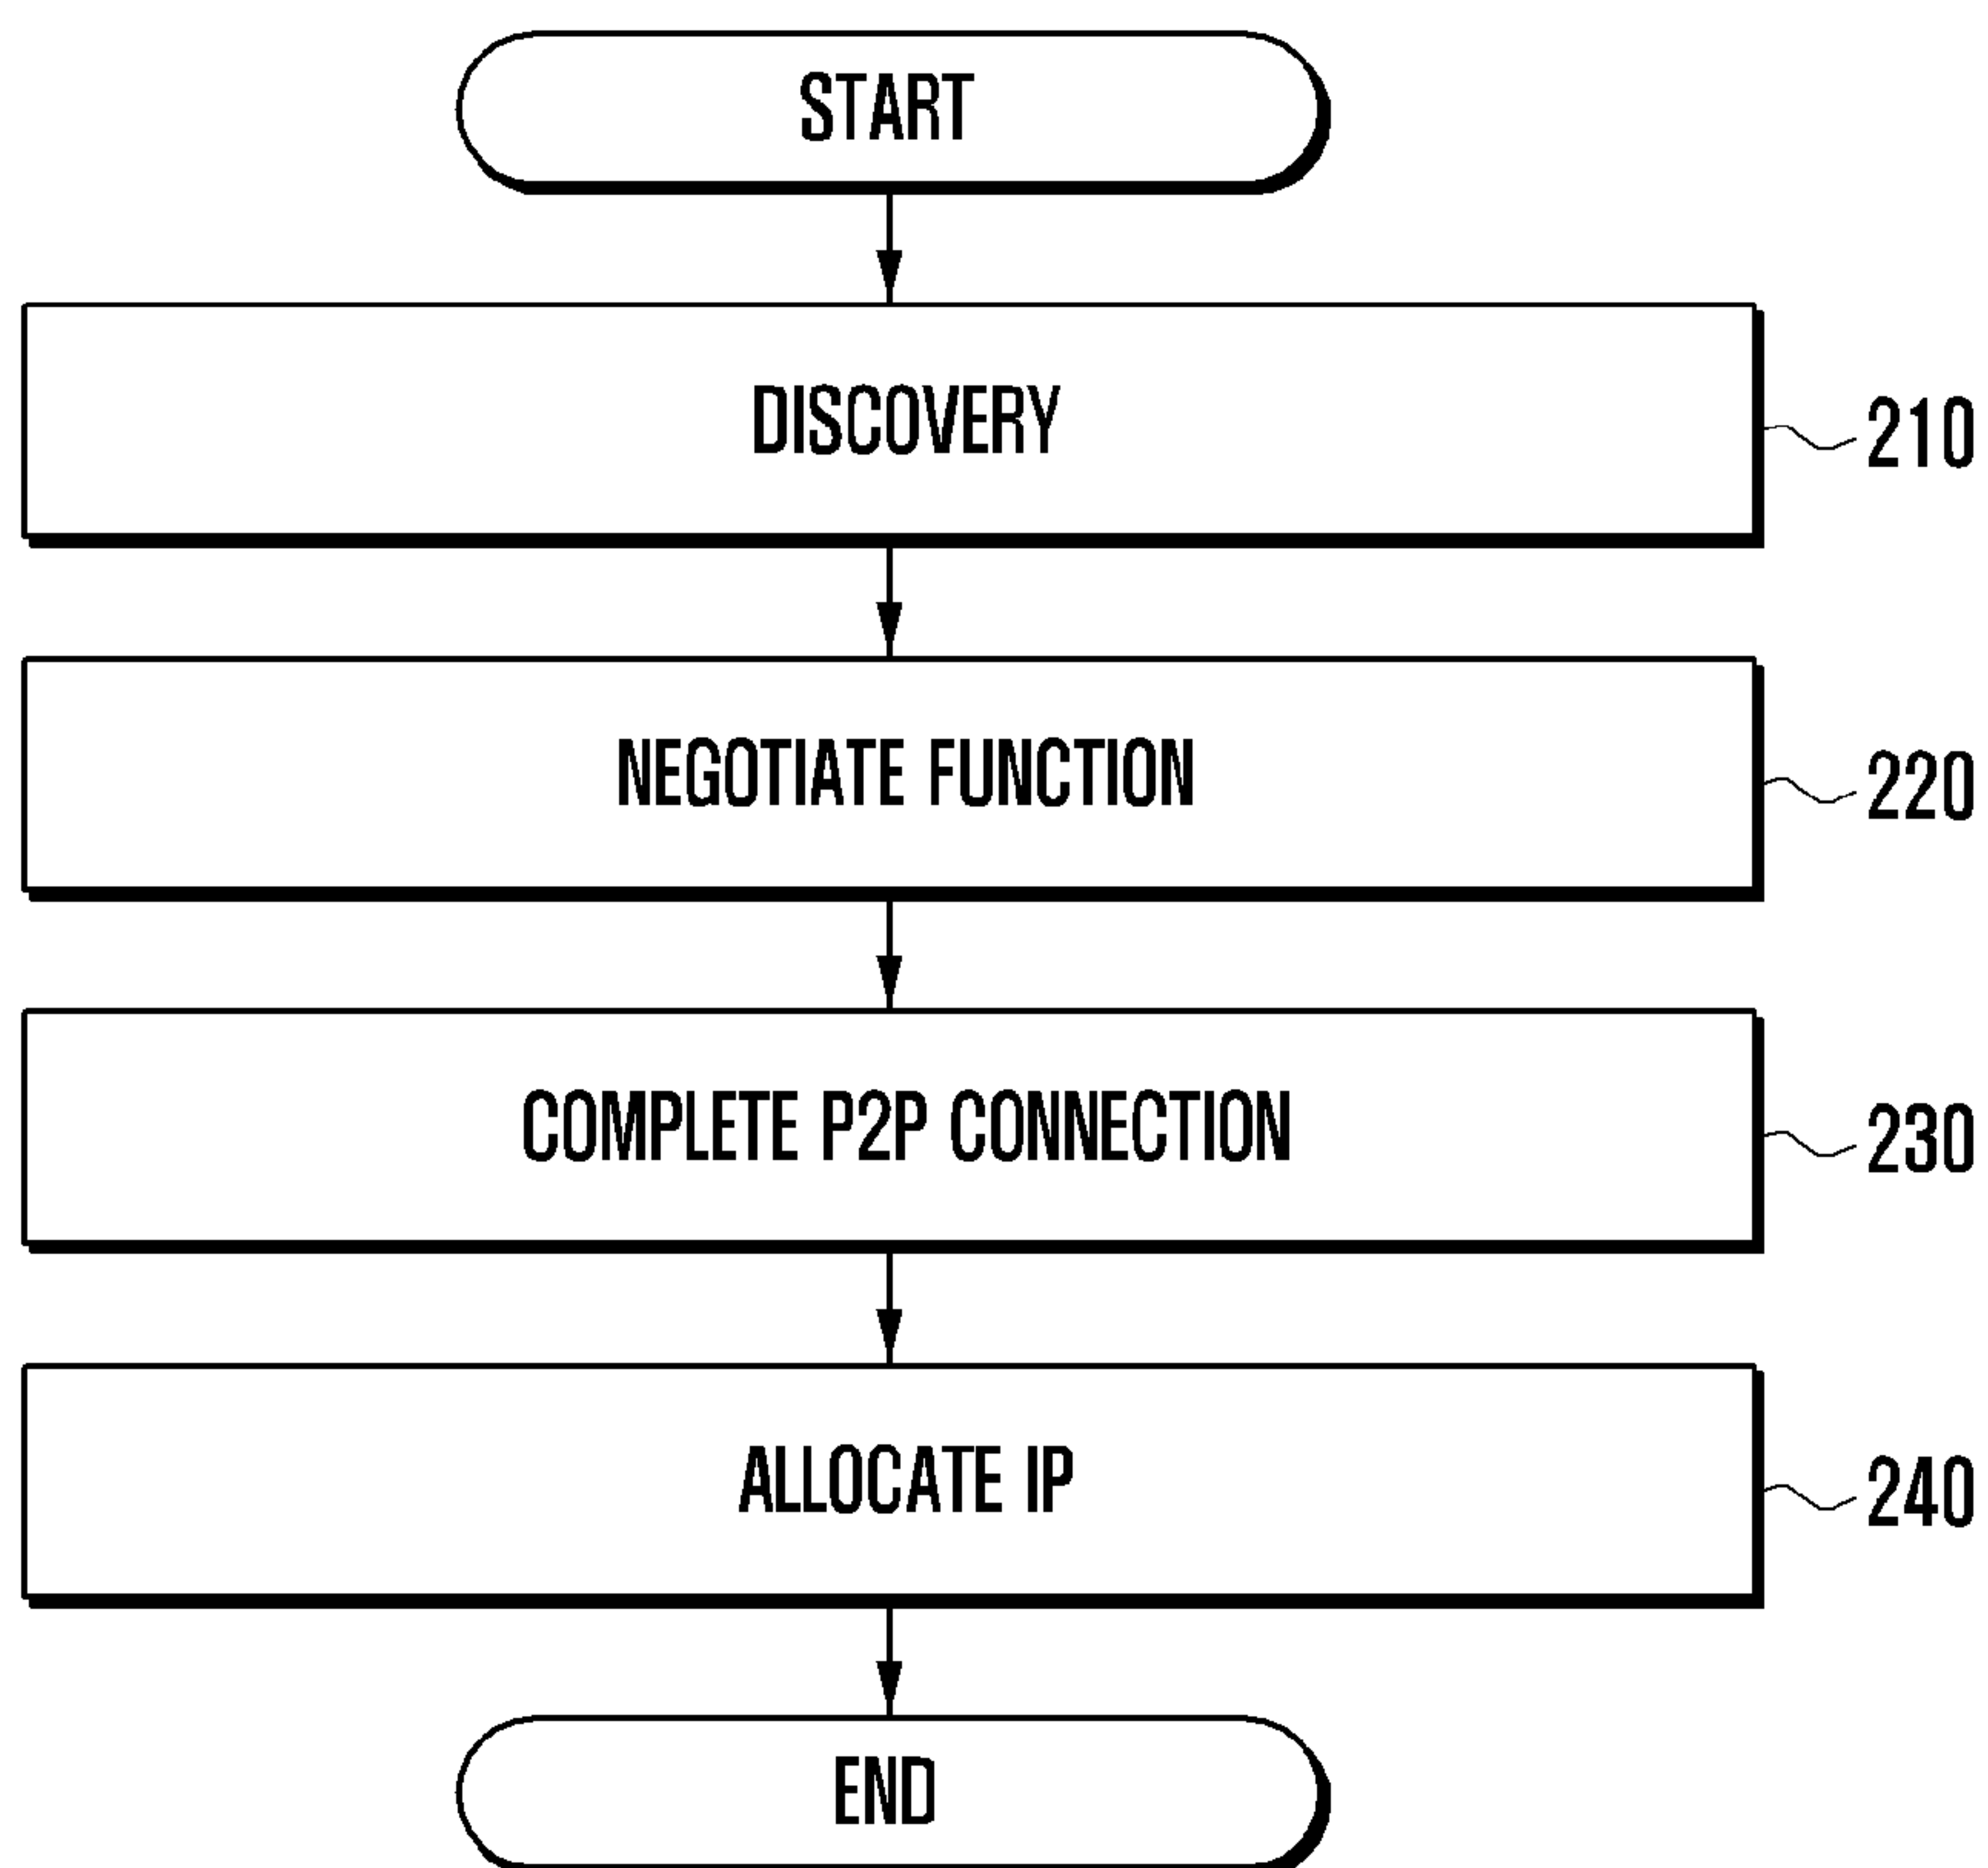 START
DISCOVERY
210
NEGOTIATE FUNCTION
220
COMPLETE P2P CONNECTION
230
ALLOCATE IP
240
END